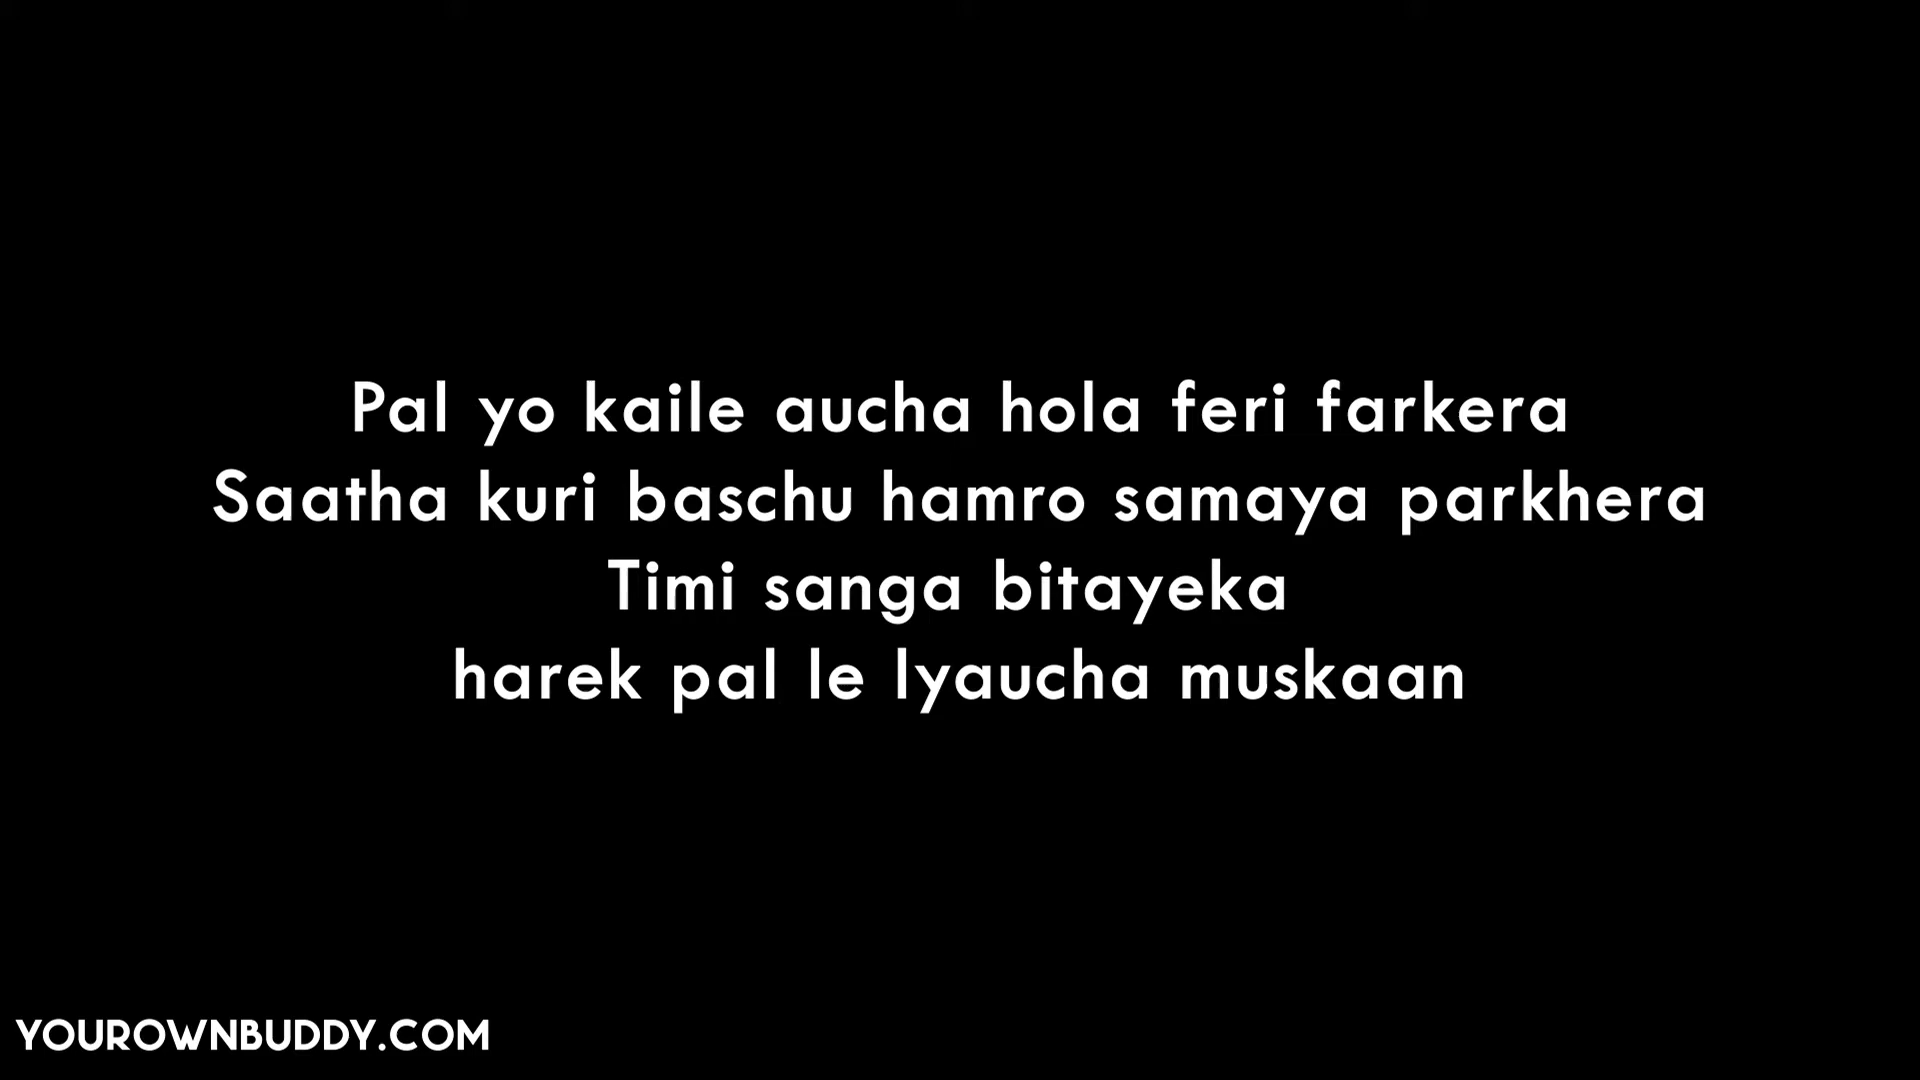 Pal yo kaile aucha hola feri farkera
Saatha kuri baschu hamro samaya parkhera
Timi sanga bitayeka
harek pal le lyaucha muskaan
YOUROWNBUDDY.COM